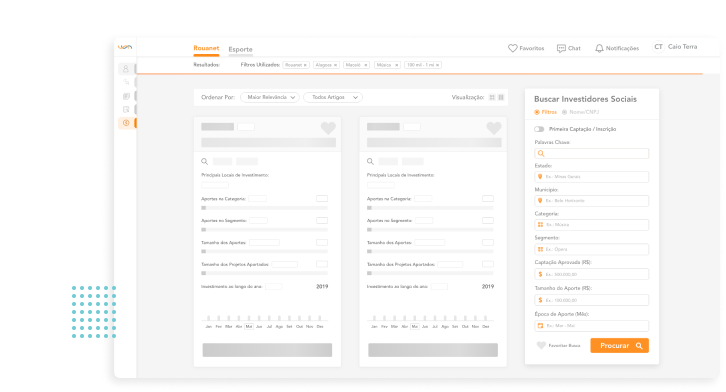 Rouanet Esporte Favoritos Chat Notificações CT Caio Terra
Resultados: Filtros Utilizados: Rouanet x Alagoas x Maceió x Música x 100 mil - 1 mi x
Ordenar Por: Maior Relevância Todos Artigos Visualização:
Principais Locais de Investimento:
Aportes na Categoria:
Aportes no Segmento:
Tamanho dos Aportes:
Tamanho dos Projetos Aportados:
Investimento ao longo do ano: 2019
Jan Fev Mar Abr Mai Jun Jul Ago Set Out Nov Dez
Principais Locais de Investimento:
Aportes na Categoria:
Aportes no Segmento:
Tamanho dos Aportes:
Tamanho dos Projetos Aportados:
Investimento ao longo do ano: 2019
Jan Fev Mar Abr Mai Jun Jul Ago Set Out Nov Dez
Buscar Investidores Sociais
Filtros Nome/CNPJ
Primeira Captação / Inscrição
Palavras Chave:
Estado:
Ex.: Minas Gerais
Município:
Ex.: Belo Horizonte
Categoria:
Ex.: Música
Segmento:
Ex.: Ópera
Captação Aprovada (R$):
$ Ex.: 200.000,00
Tamanho do Aporte (R$):
$ Ex.: 100.000,00
Época de Aporte (Mês):
Ex.: Mar - Nov
Favoritar Busca Procurar